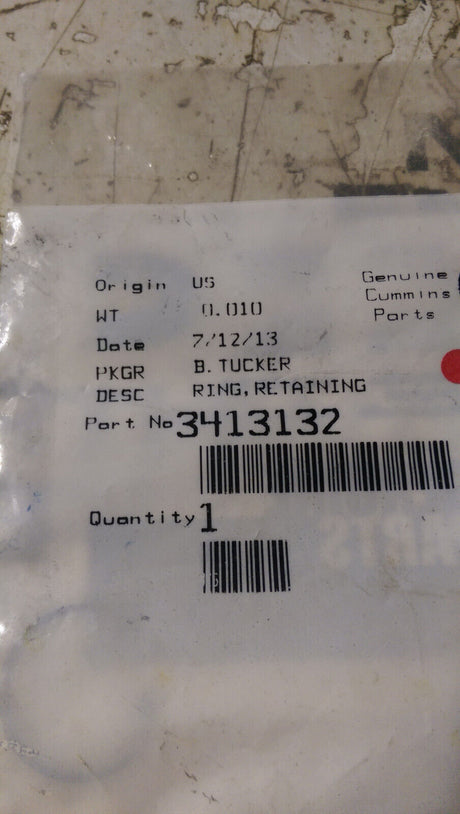 Origin US
WT 0.010
Date 7/12/13
PKGR B. TUCKER
DESC RING, RETAINING
Genuine
Cummins
Parts
Part No 3413132
Quantity 1